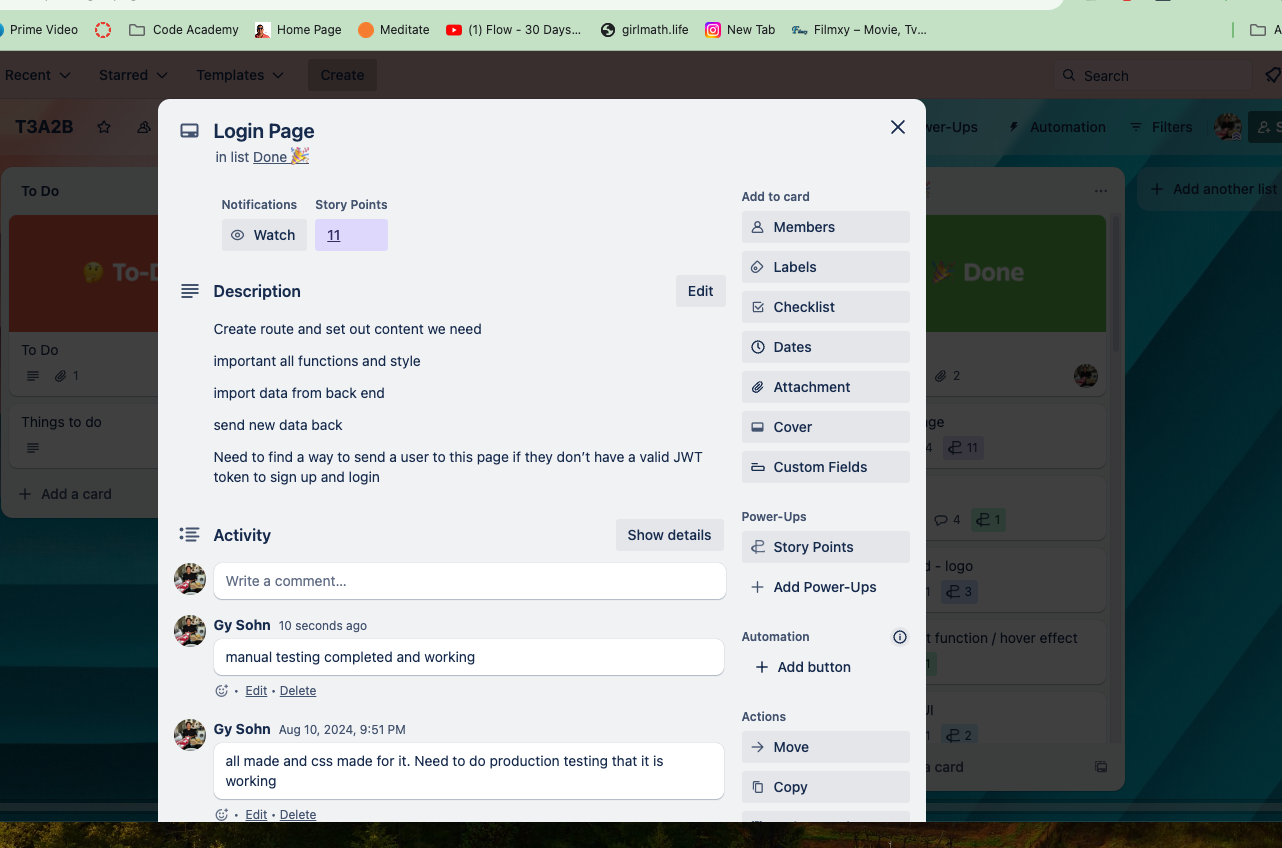 Prime Video
Code Academy
Home Page
Meditate
(1) Flow - 30 Days...
girlmath.life
New Tab
Filmxy – Movie, Tv...
Recent
Starred
Templates
Create
Search
T3A2B
Automation
Filters
Login Page
in list Done 🎉
Notifications
Story Points
Watch
11
Description
Edit
Create route and set out content we need
important all functions and style
import data from back end
send new data back
Need to find a way to send a user to this page if they don’t have a valid JWT
token to sign up and login
Activity
Show details
Write a comment…
Gy Sohn 10 seconds ago
manual testing completed and working
• Edit • Delete
Gy Sohn Aug 10, 2024, 9:51 PM
all made and css made for it. Need to do production testing that it is
working
• Edit • Delete
Add to card
Members
Labels
Checklist
Dates
Attachment
Cover
Custom Fields
Power-Ups
Story Points
Add Power-Ups
Automation
Add button
Actions
Move
Copy
To Do
🤔 To-D
To Do
1
Things to do
Add a card
Add another list
🎉 Done
2
4 11
4 1
- logo
3
function / hover effect
2
card